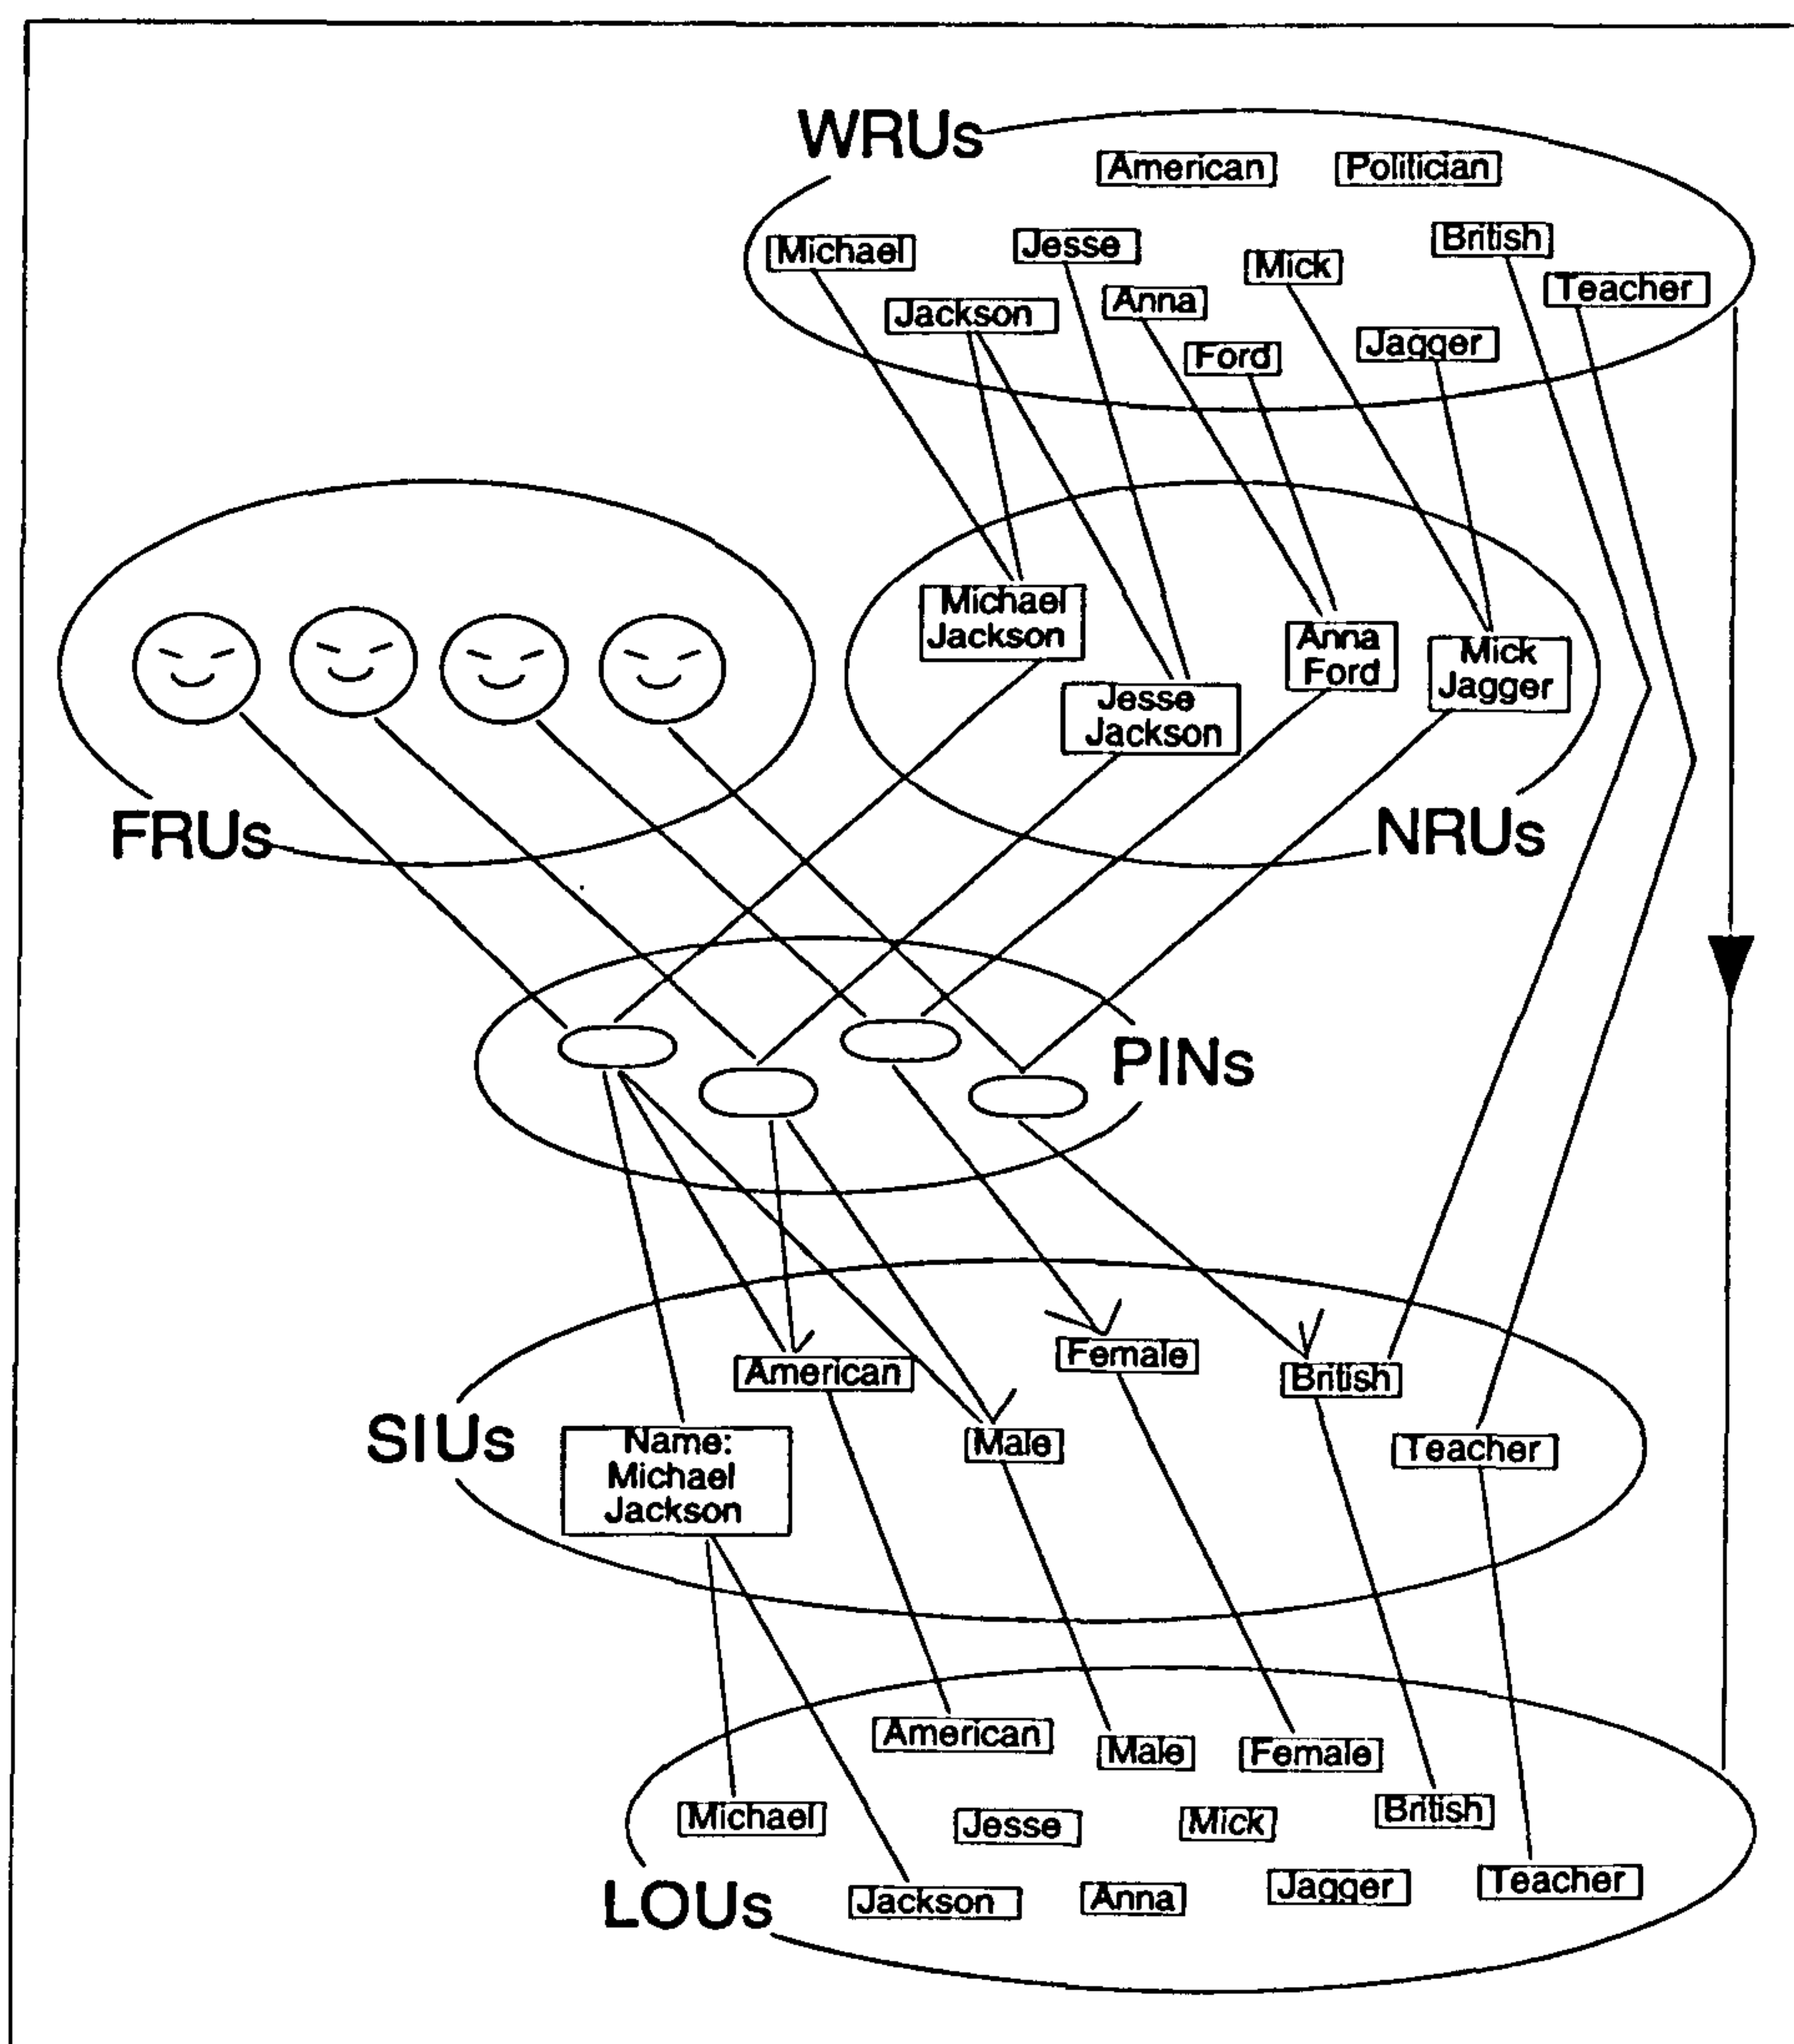 WRUs
American
Politician
Michael
Jesse
Mick
British
Teacher
Jackson
Anna
Ford
Jagger
Michael
Jackson
Jesse
Jackson
Anna
Ford
Mick
Jagger
FRUs
NRUs
PINs
American
Female
British
SIUs
Name:
Michael
Jackson
Male
Teacher
American
Male
Female
Michael
Jesse
Mick
British
LOUs
Jackson
Anna
Jagger
Teacher